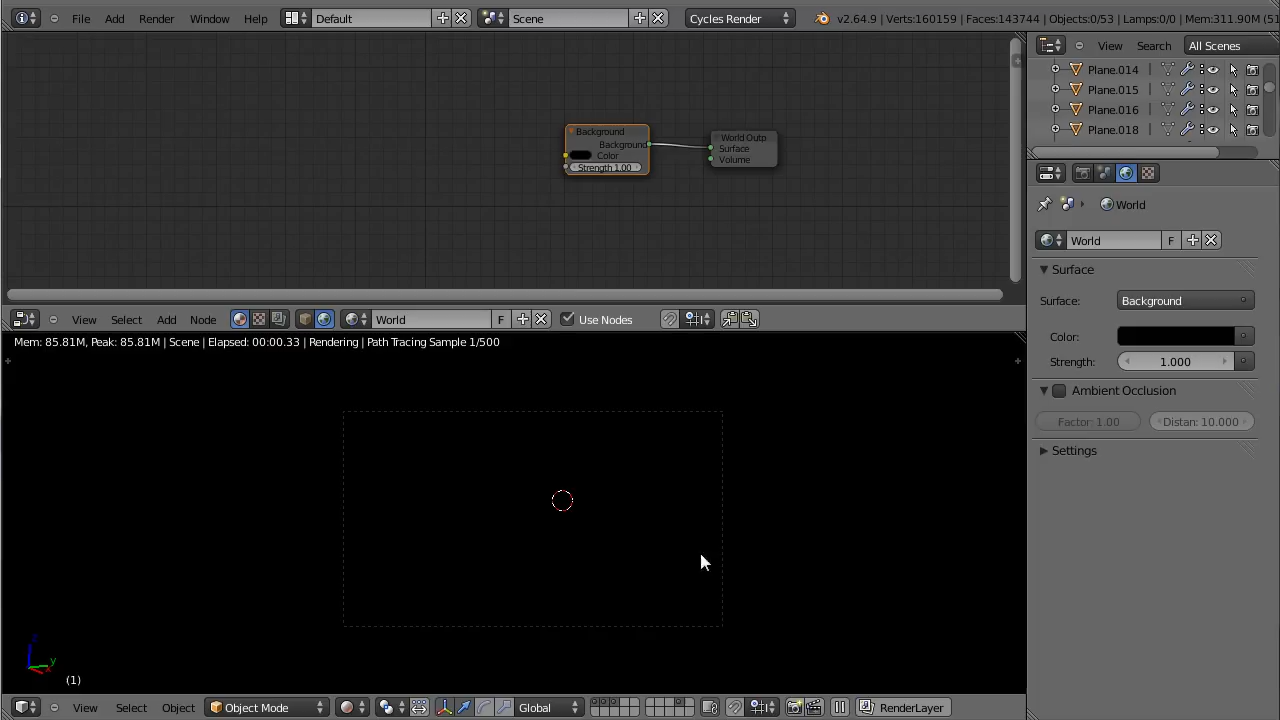 File Add Render Window Help Default Scene Cycles Render v2.64.9 | Verts:160159 | Faces:143744 | Objects:0/53 | Lamps:0/0 | Mem:311.90M (51
View Search All Scenes
Plane.014
Plane.015
Plane.016
Plane.018
Background
Background
Color
Strength 1.00
World Outp
Surface
Volume
World
World F
Surface
Surface: Background
Color:
Strength: 1.000
Ambient Occlusion
Factor: 1.00 Distan: 10.000
Settings
View Select Add Node World F Use Nodes
Mem: 85.81M, Peak: 85.81M | Scene | Elapsed: 00:00.33 | Rendering | Path Tracing Sample 1/500
z
y
x
(1)
View Select Object Object Mode Global RenderLayer